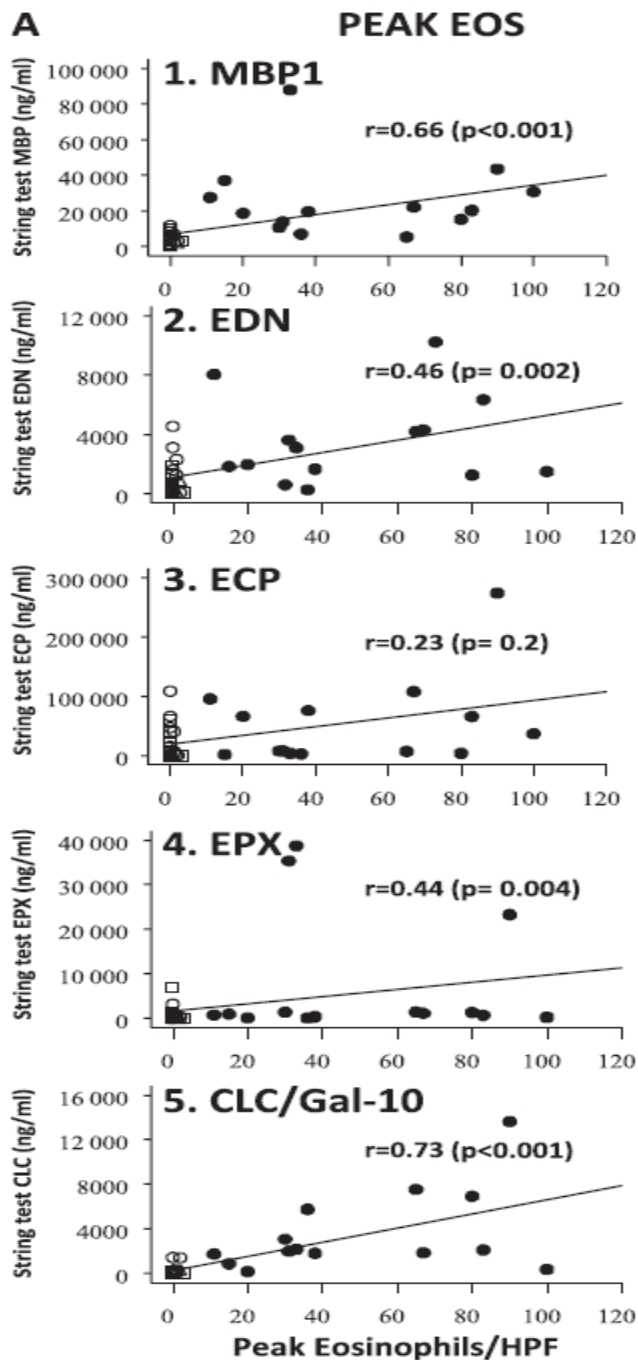 A PEAK EOS
1. MBP1
r=0.66 (p<0.001)
String test MBP (ng/ml)
100 000
80 000
60 000
40 000
20 000
0
0 20 40 60 80 100 120
2. EDN
r=0.46 (p= 0.002)
String test EDN (ng/ml)
12 000
8000
4000
0
0 20 40 60 80 100 120
3. ECP
r=0.23 (p= 0.2)
String test ECP (ng/ml)
300 000
200 000
100 000
0
0 20 40 60 80 100 120
4. EPX
r=0.44 (p= 0.004)
String test EPX (ng/ml)
40 000
30 000
20 000
10 000
0
0 20 40 60 80 100 120
5. CLC/Gal-10
r=0.73 (p<0.001)
String test CLC (ng/ml)
16 000
12 000
8000
4000
0
0 20 40 60 80 100 120
Peak Eosinophils/HPF